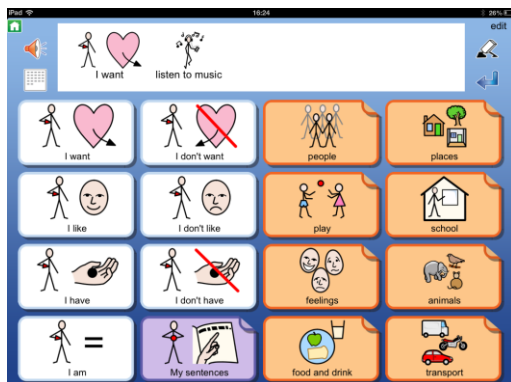 iPad 16:24 26%
edit
I want listen to music
I want I don't want people places
I like I don't like play school
I have I don't have feelings animals
I am My sentences food and drink transport